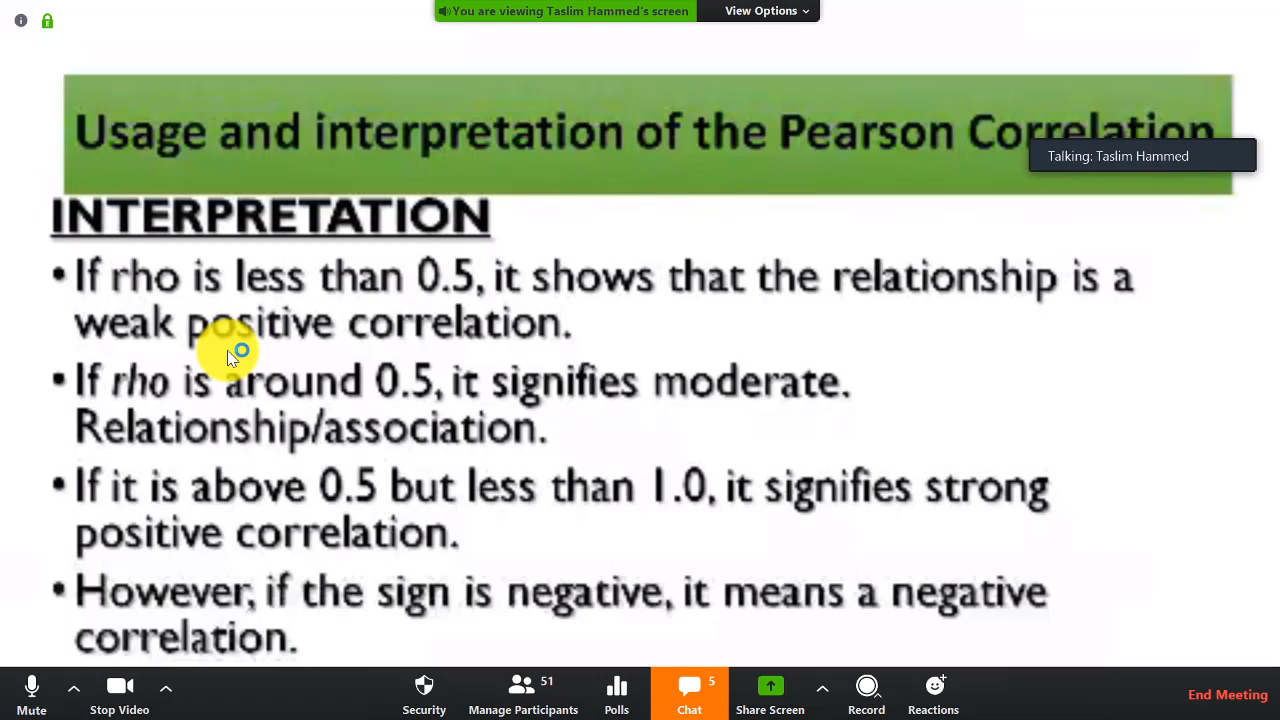 You are viewing Taslim Hammed's screen
View Options
Usage and interpretation of the Pearson Correlation
Talking: Taslim Hammed
INTERPRETATION
•If rho is less than 0.5, it shows that the relationship is a
weak positive correlation.
•If rho is around 0.5, it signifies moderate.
Relationship/association.
•If it is above 0.5 but less than 1.0, it signifies strong
positive correlation.
•However, if the sign is negative, it means a negative
correlation.
Mute
Stop Video
Security
51
Manage Participants
Polls
5
Chat
Share Screen
Record
Reactions
End Meeting